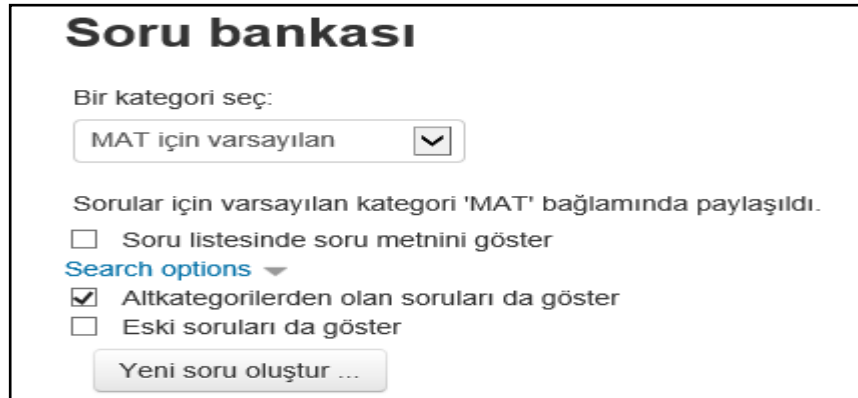 Soru bankası
Bir kategori seç:
MAT için varsayılan
Sorular için varsayılan kategori 'MAT' bağlamında paylaşıldı.
Soru listesinde soru metnini göster
Search options
Altkategorilerden olan soruları da göster
Eski soruları da göster
Yeni soru oluştur ...